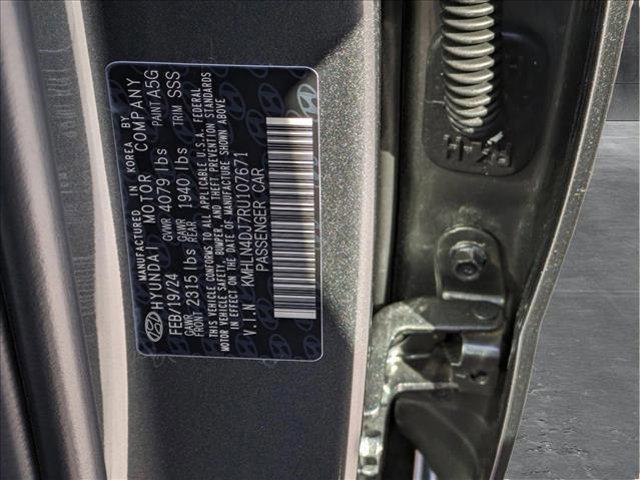 MANUFACTURED IN KOREA BY
HYUNDAI MOTOR COMPANY
FEB/19/24 GVWR 4079 lbs PAINT A5G
GAWR FRONT 2315 lbs GAWR REAR 1940 lbs TRIM SSS
THIS VEHICLE CONFORMS TO ALL APPLICABLE U.S.A. FEDERAL
MOTOR VEHICLE SAFETY, BUMPER, AND THEFT PREVENTION STANDARDS
IN EFFECT ON THE DATE OF MANUFACTURE SHOWN ABOVE
V.I.N KMHLN4DJ7RU107671
PASSENGER CAR